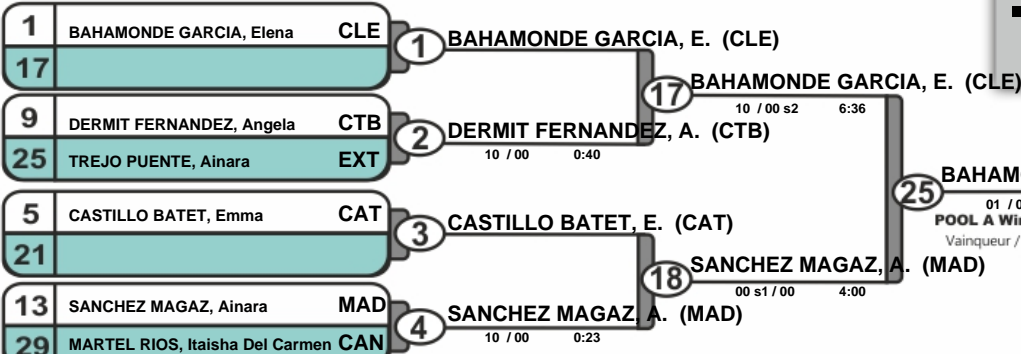 1 BAHAMONDE GARCIA, Elena CLE
17
1 BAHAMONDE GARCIA, E. (CLE)
17 BAHAMONDE GARCIA, E. (CLE)
10 / 00 s2 6:36
9 DERMIT FERNANDEZ, Angela CTB
25 TREJO PUENTE, Ainara EXT
2 DERMIT FERNANDEZ, A. (CTB)
10 / 00 0:40
25 BAHAM
01 / 0
POOL A Wi
Vainqueur /
5 CASTILLO BATET, Emma CAT
21
3 CASTILLO BATET, E. (CAT)
18 SANCHEZ MAGAZ, A. (MAD)
00 s1 / 00 4:00
13 SANCHEZ MAGAZ, Ainara MAD
29 MARTEL RIOS, Itaisha Del Carmen CAN
4 SANCHEZ MAGAZ, A. (MAD)
10 / 00 0:23